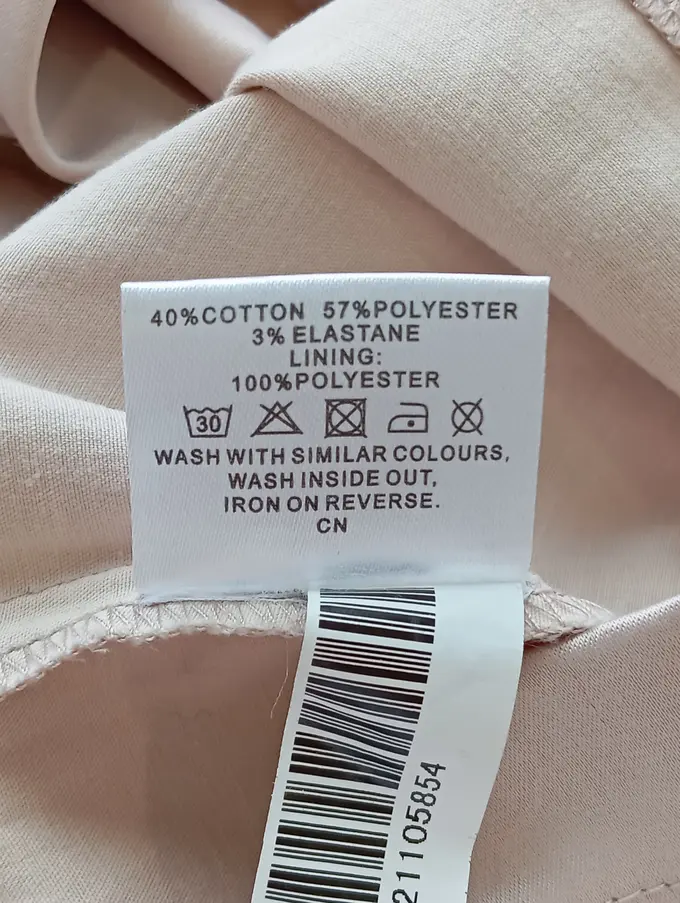 40%COTTON 57%POLYESTER
3% ELASTANE
LINING:
100%POLYESTER
30
WASH WITH SIMILAR COLOURS,
WASH INSIDE OUT,
IRON ON REVERSE.
CN
21105854